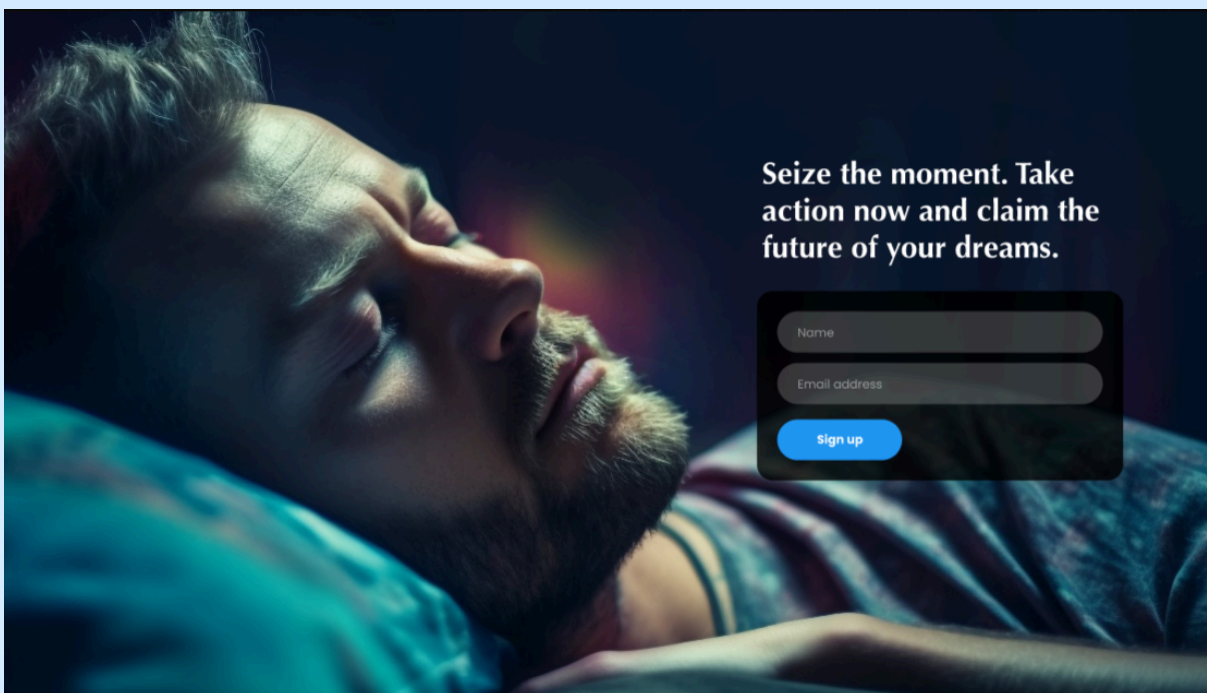 Seize the moment. Take
action now and claim the
future of your dreams.
Name
Email address
Sign up